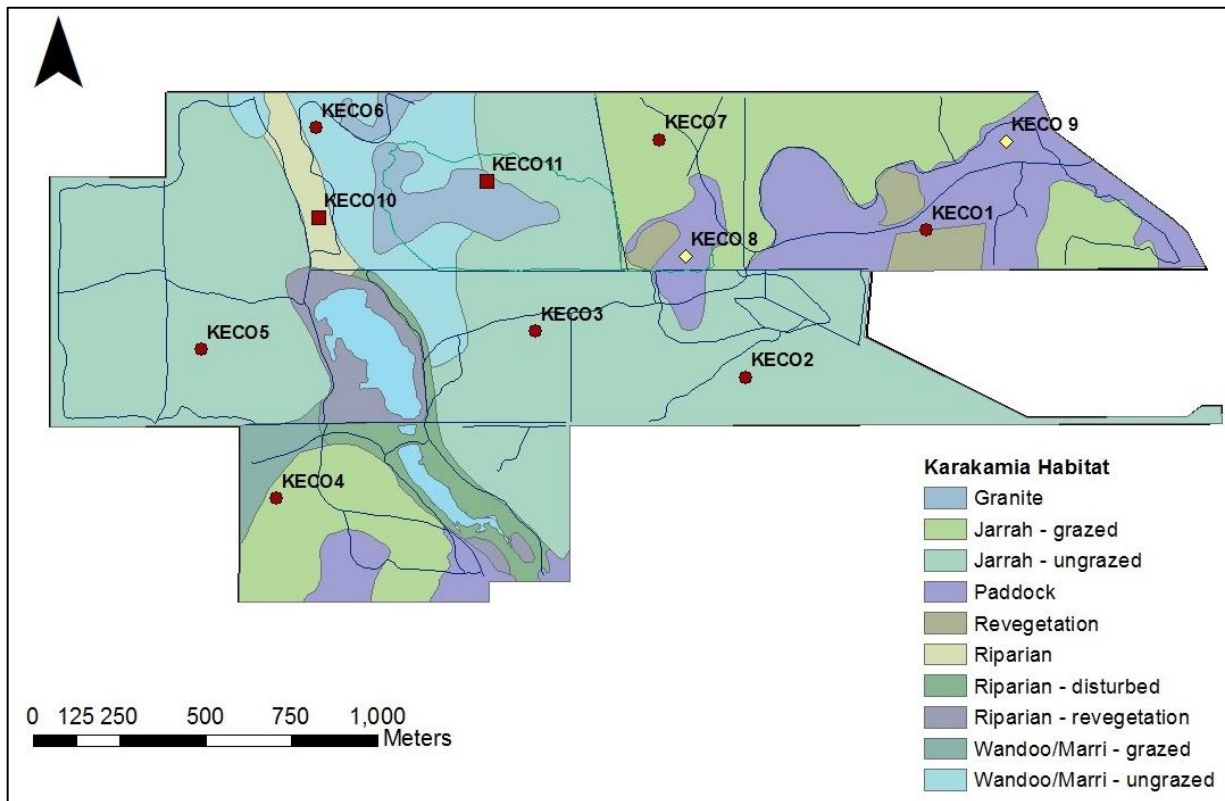 KECO6
KECO7
KECO 9
KECO11
KECO10
KECO1
KECO 8
KECO3
KECO5
KECO2
KECO4
Karakamia Habitat
Granite
Jarrah - grazed
Jarrah - ungrazed
Paddock
Revegetation
Riparian
Riparian - disturbed
Riparian - revegetation
Wandoo/Marri - grazed
Wandoo/Marri - ungrazed
0 125 250 500 750 1,000
Meters